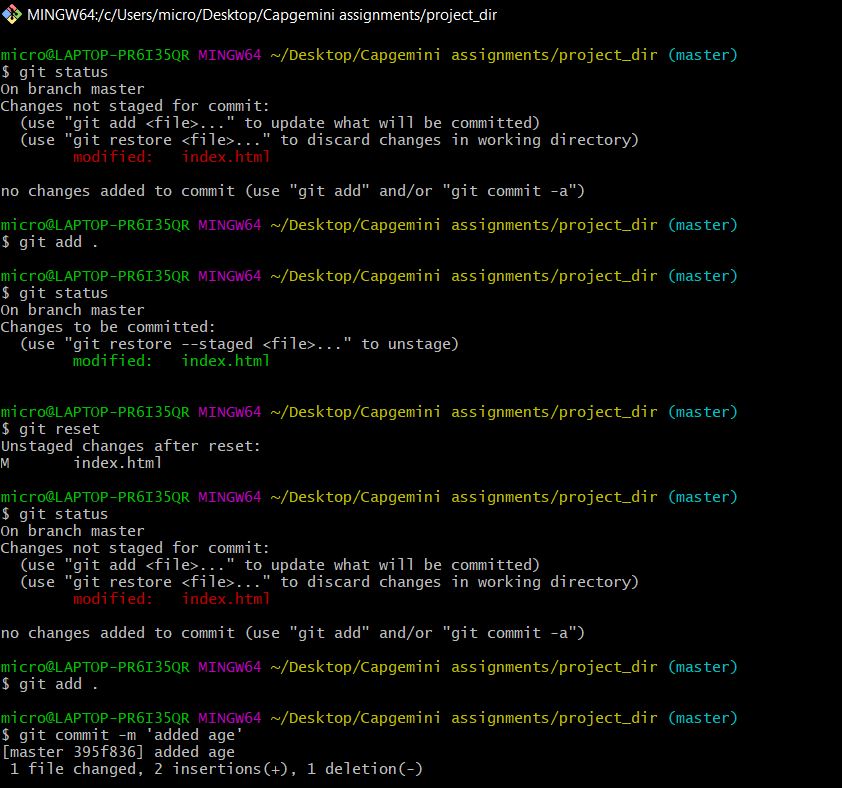 MINGW64:/c/Users/micro/Desktop/Capgemini assignments/project_dir
micro@LAPTOP-PR6I35QR MINGW64 ~/Desktop/Capgemini assignments/project_dir (master)
$ git status
On branch master
Changes not staged for commit:
  (use "git add <file>..." to update what will be committed)
  (use "git restore <file>..." to discard changes in working directory)
        modified:   index.html
no changes added to commit (use "git add" and/or "git commit -a")
micro@LAPTOP-PR6I35QR MINGW64 ~/Desktop/Capgemini assignments/project_dir (master)
$ git add .
micro@LAPTOP-PR6I35QR MINGW64 ~/Desktop/Capgemini assignments/project_dir (master)
$ git status
On branch master
Changes to be committed:
  (use "git restore --staged <file>..." to unstage)
        modified:   index.html
micro@LAPTOP-PR6I35QR MINGW64 ~/Desktop/Capgemini assignments/project_dir (master)
$ git reset
Unstaged changes after reset:
M       index.html
micro@LAPTOP-PR6I35QR MINGW64 ~/Desktop/Capgemini assignments/project_dir (master)
$ git status
On branch master
Changes not staged for commit:
  (use "git add <file>..." to update what will be committed)
  (use "git restore <file>..." to discard changes in working directory)
        modified:   index.html
no changes added to commit (use "git add" and/or "git commit -a")
micro@LAPTOP-PR6I35QR MINGW64 ~/Desktop/Capgemini assignments/project_dir (master)
$ git add .
micro@LAPTOP-PR6I35QR MINGW64 ~/Desktop/Capgemini assignments/project_dir (master)
$ git commit -m 'added age'
[master 395f836] added age
 1 file changed, 2 insertions(+), 1 deletion(-)